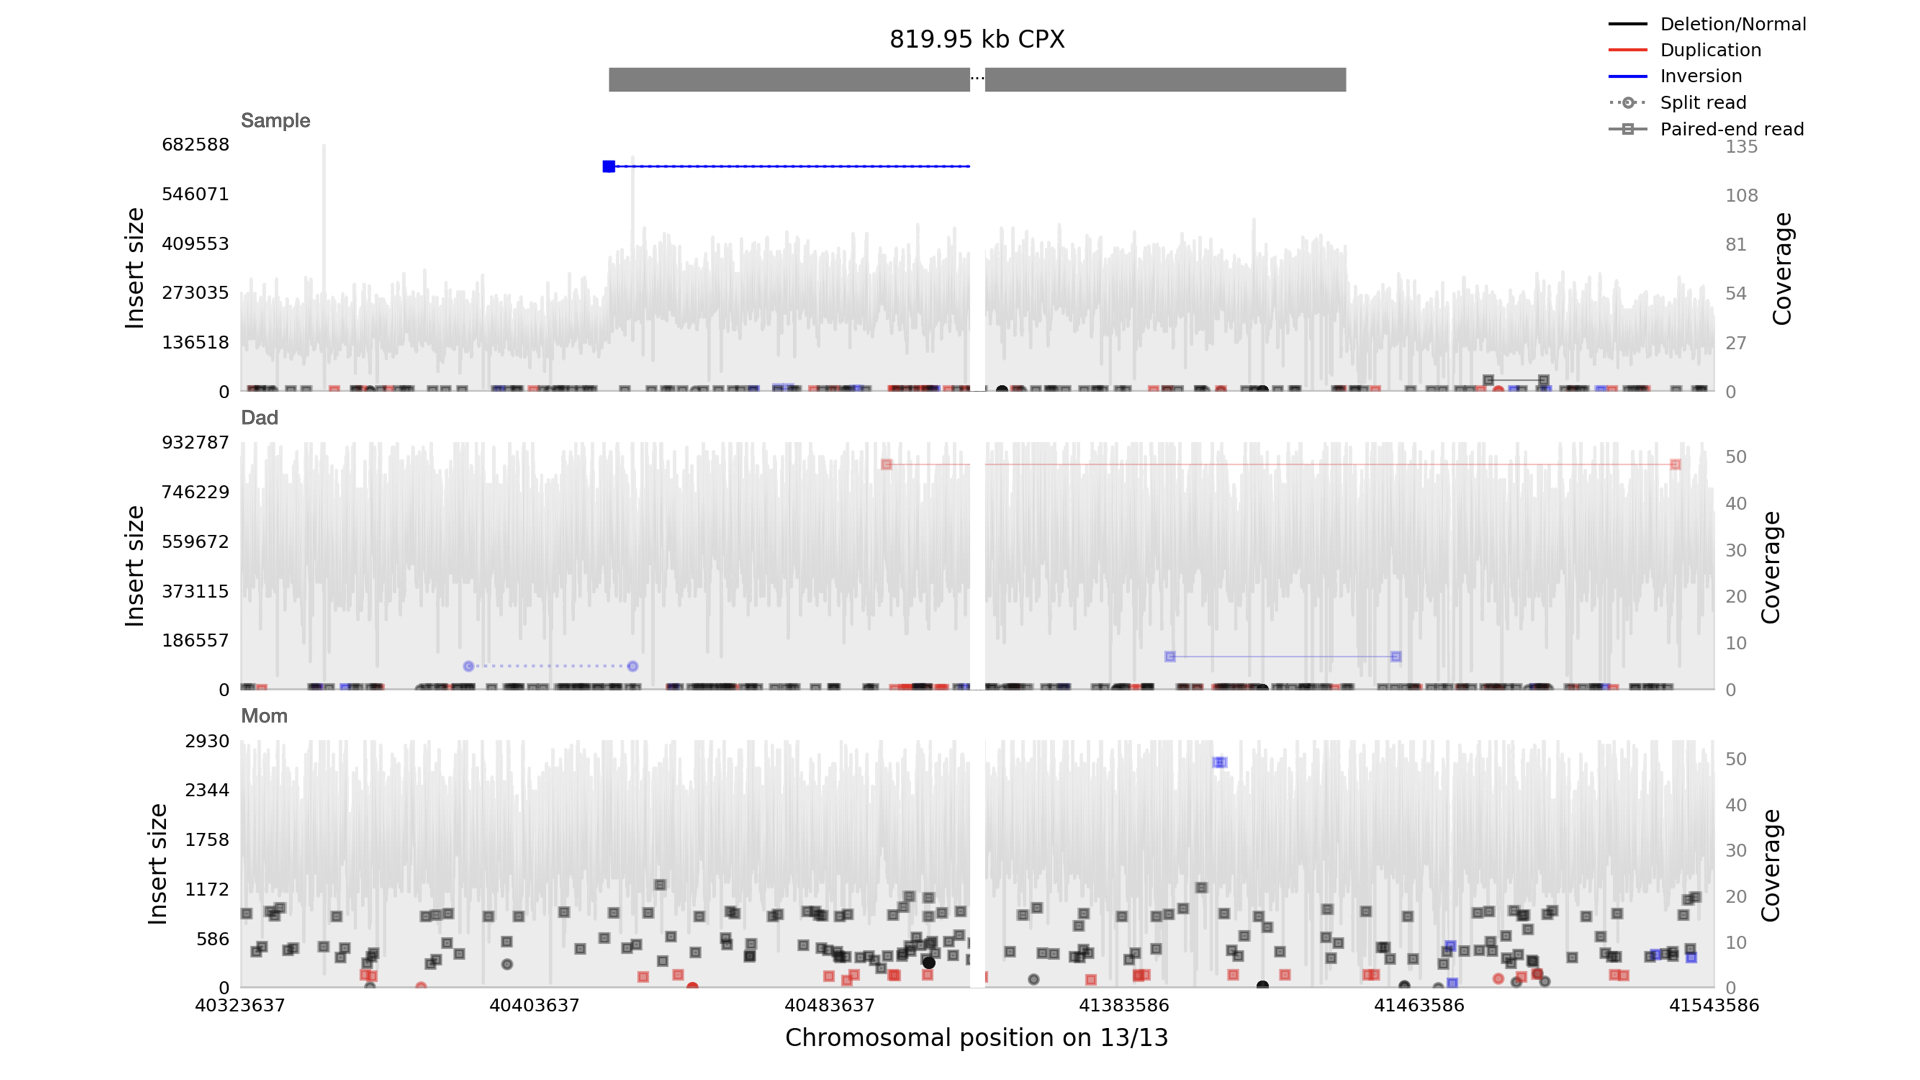 819.95 kb CPX
Deletion/Normal
Duplication
Inversion
Split read
Paired-end read
Sample
682588
546071
409553
273035
136518
0
Insert size
135
108
81
54
27
0
Coverage
Dad
932787
746229
559672
373115
186557
0
Insert size
50
40
30
20
10
0
Coverage
Mom
2930
2344
1758
1172
586
0
Insert size
50
40
30
20
10
0
Coverage
40323637 40403637 40483637 41383586 41463586 41543586
Chromosomal position on 13/13